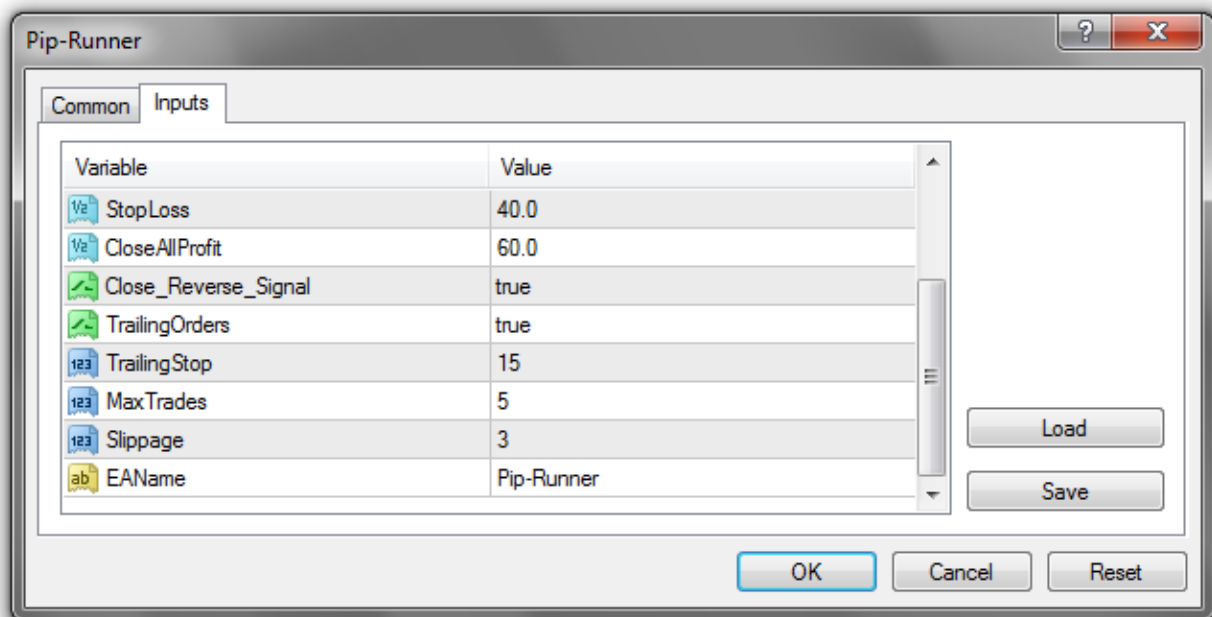 Pip-Runner
Common Inputs
Variable Value
StopLoss 40.0
CloseAllProfit 60.0
Close_Reverse_Signal true
TrailingOrders true
TrailingStop 15
MaxTrades 5
Slippage 3
EAName Pip-Runner
Load
Save
OK Cancel Reset